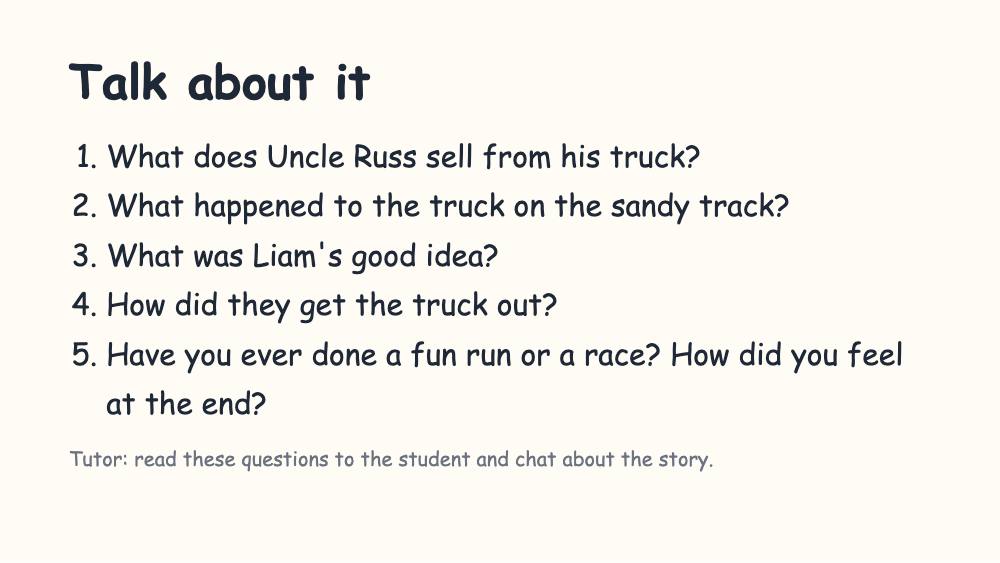 Talk about it
1. What does Uncle Russ sell from his truck?
2. What happened to the truck on the sandy track?
3. What was Liam's good idea?
4. How did they get the truck out?
5. Have you ever done a fun run or a race? How did you feel
at the end?
Tutor: read these questions to the student and chat about the story.